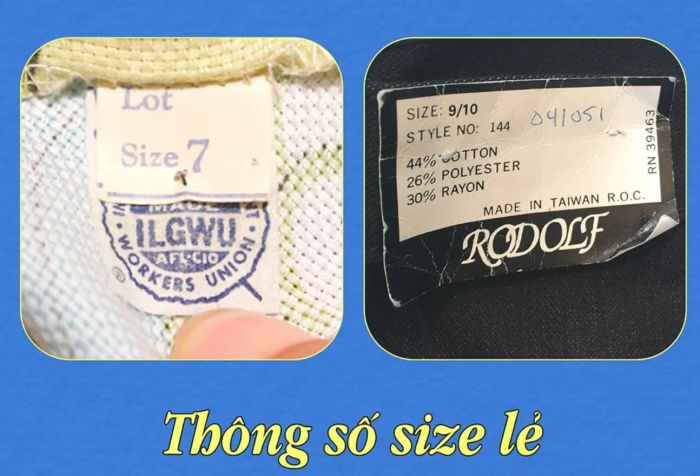 Lot
Size 7
ILGWU
AFL-CIO
WORKERS UNION
®
SIZE: 9/10
STYLE NO: 144
041051
44% COTTON
26% POLYESTER
30% RAYON
MADE IN TAIWAN R.O.C.
RN 39463
RODOLF
Thông số size lẻ